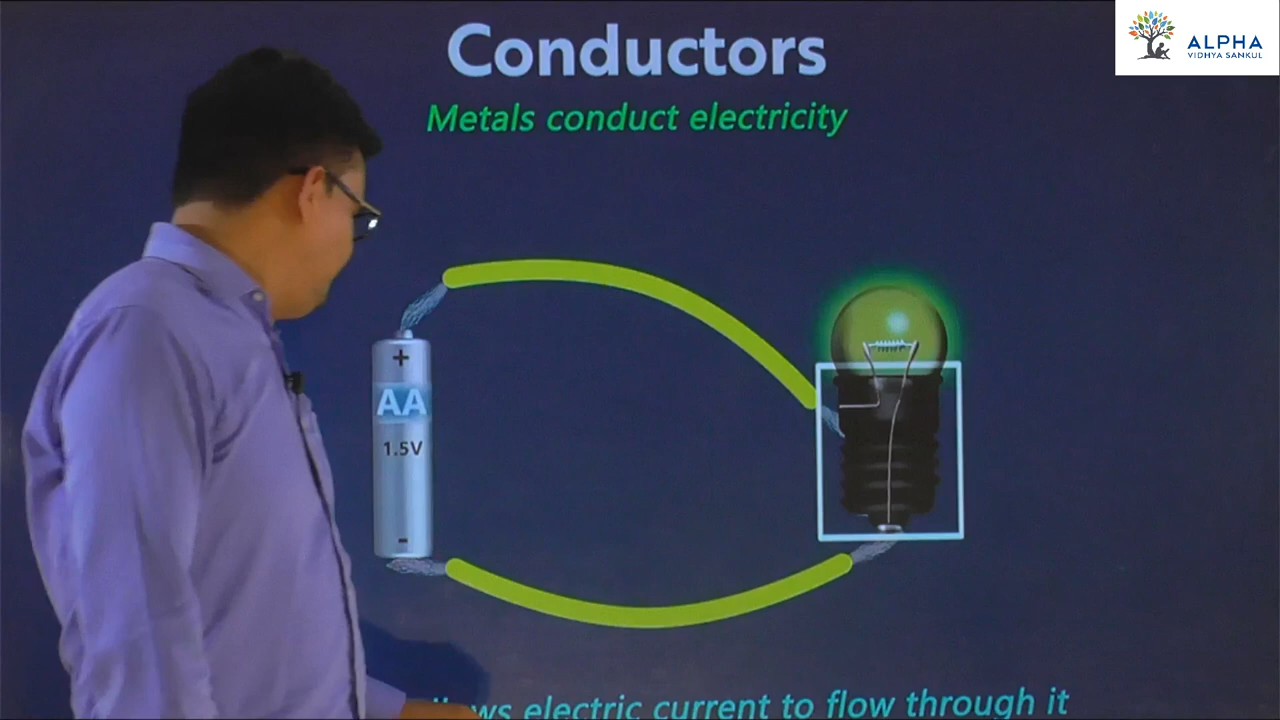 Conductors
ALPHA
VIDHYA SANKUL
Metals conduct electricity
+
AA
1.5V
-
electric current to flow through it